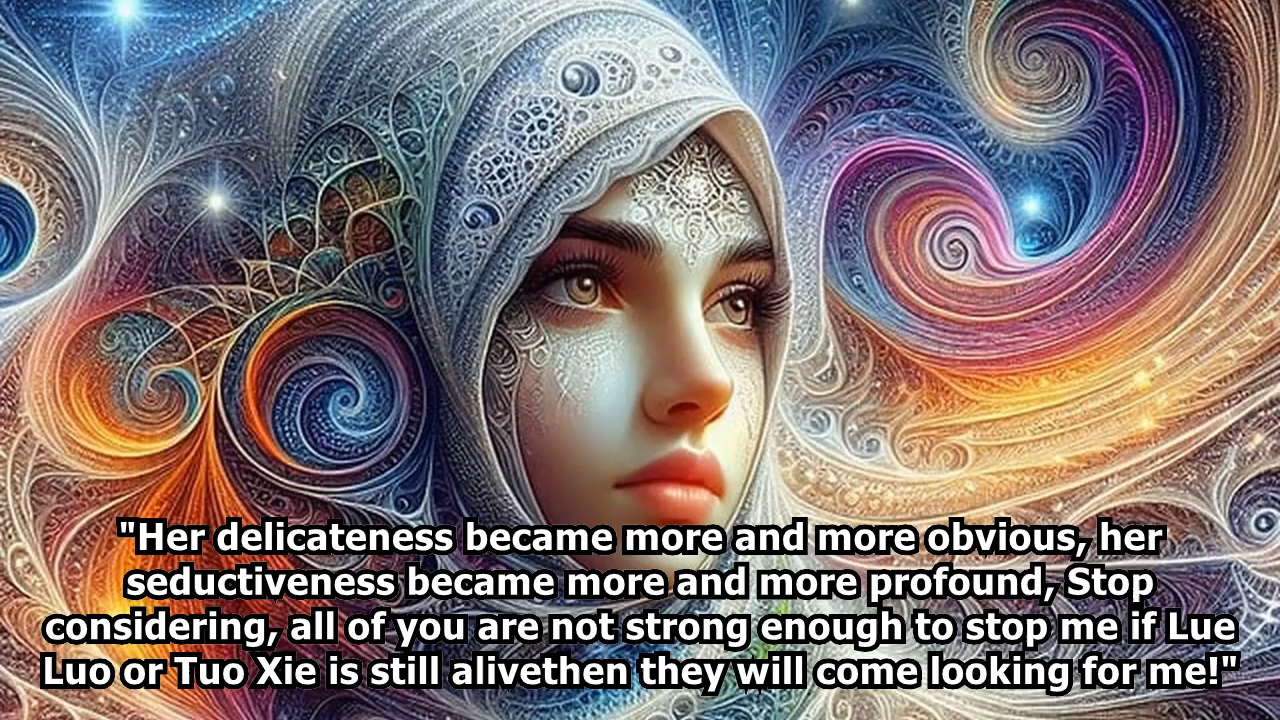 "Her delicateness became more and more obvious, her
seductiveness became more and more profound, Stop
considering, all of you are not strong enough to stop me if Lue
Luo or Tuo Xie is still alivethen they will come looking for me!"